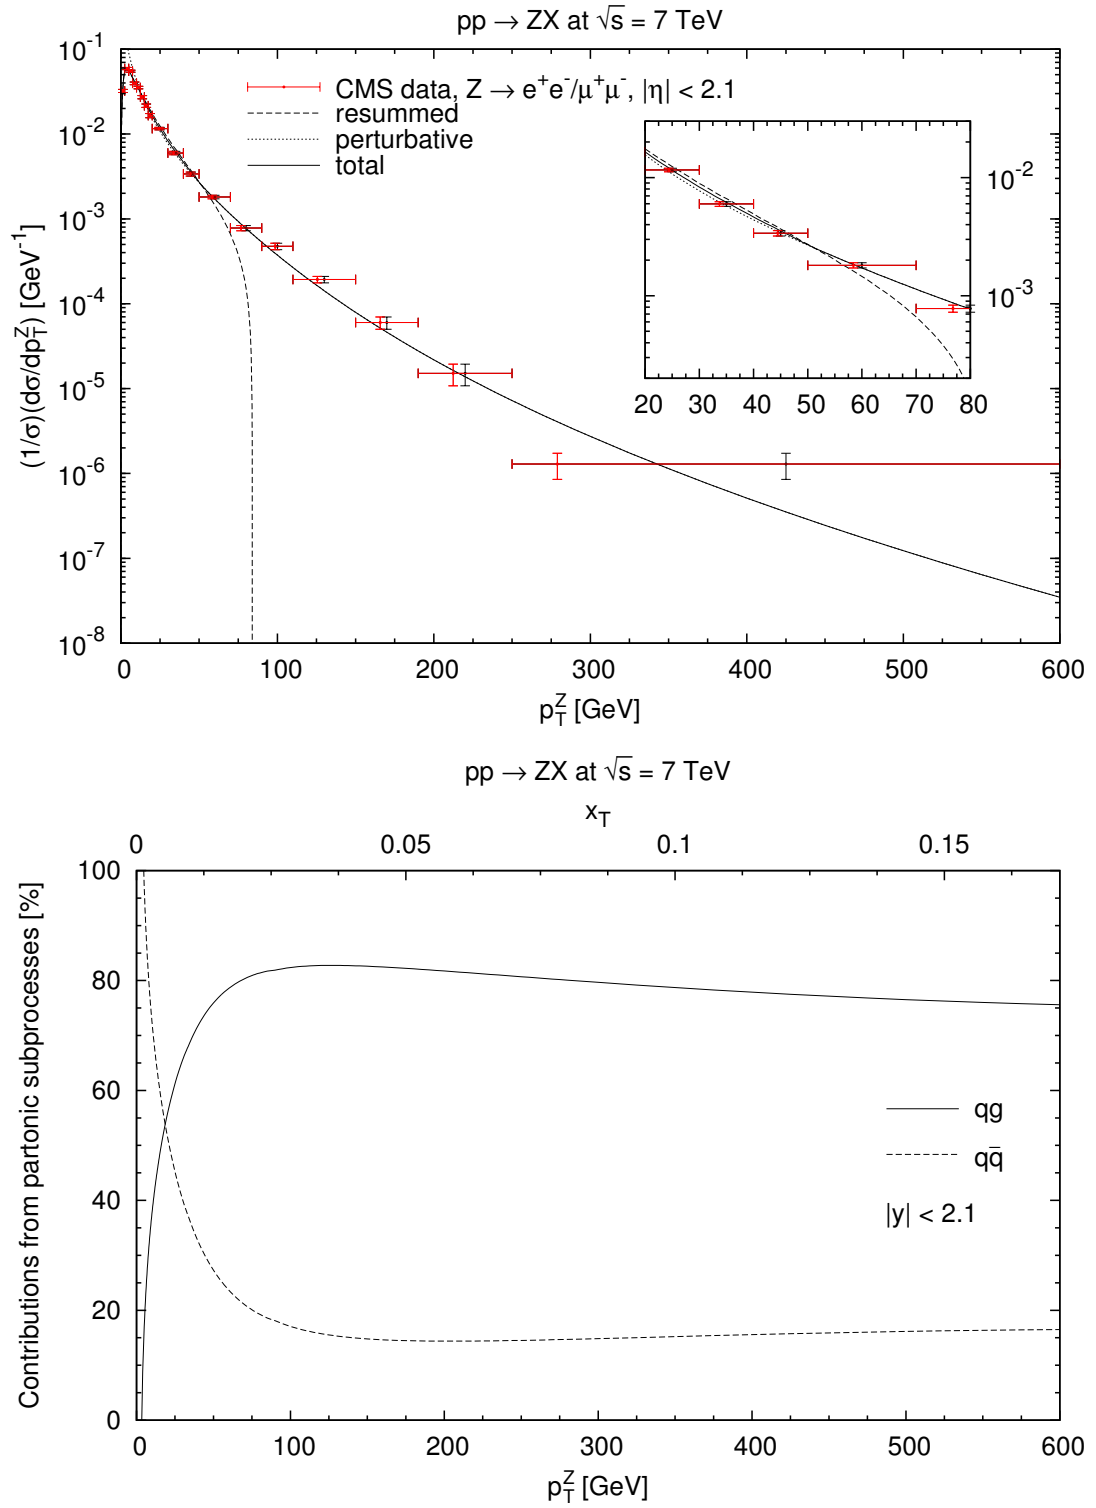 pp → ZX at √s = 7 TeV
(1/σ)(dσ/dp_T^Z) [GeV^-1]
10^-1
10^-2
10^-3
10^-4
10^-5
10^-6
10^-7
10^-8
CMS data, Z → e^+e^-/μ^+μ^-, |η| < 2.1
resummed
perturbative
total
10^-2
10^-3
20 30 40 50 60 70 80
0 100 200 300 400 500 600
p_T^Z [GeV]
pp → ZX at √s = 7 TeV
x_T
0 0.05 0.1 0.15
Contributions from partonic subprocesses [%]
100
80
60
40
20
0
qg
qq̅
|y| < 2.1
0 100 200 300 400 500 600
p_T^Z [GeV]